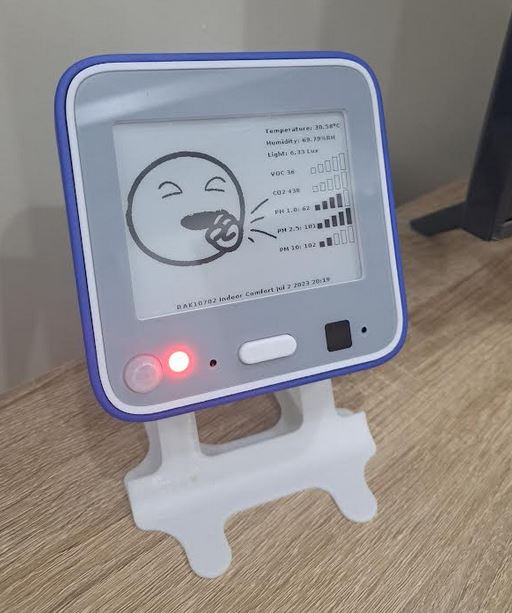 Temperature: 30.58°C
Humidity: 69.79%RH
Light: 6.33 Lux
VOC 36
CO2 438
PM 1.0: 62
PM 2.5: 101
PM 10: 102
RAK10702 Indoor Comfort Jul 2 2023 20:19